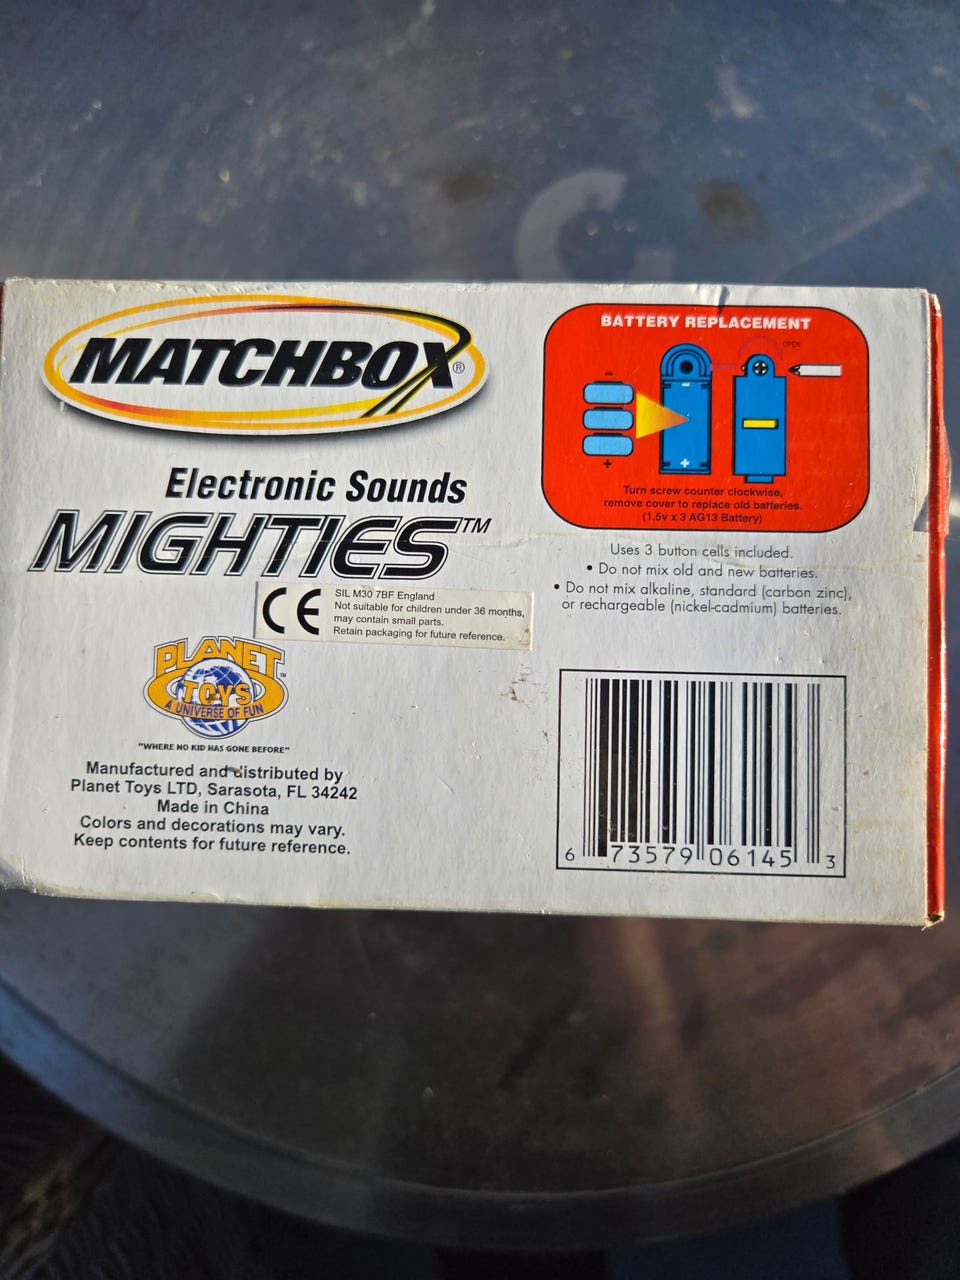 MATCHBOX®
Electronic Sounds
MIGHTIES™
CE
SIL M30 7BF England
Not suitable for children under 36 months,
may contain small parts.
Retain packaging for future reference.
PLANET
TOYS™
A UNIVERSE OF FUN
"WHERE NO KID HAS GONE BEFORE"
Manufactured and distributed by
Planet Toys LTD, Sarasota, FL 34242
Made in China
Colors and decorations may vary.
Keep contents for future reference.
BATTERY REPLACEMENT
OPEN
-
-
+
+
Turn screw counter clockwise,
remove cover to replace old batteries.
(1.5v x 3 AG13 Battery)
Uses 3 button cells included.
• Do not mix old and new batteries.
• Do not mix alkaline, standard (carbon zinc),
or rechargeable (nickel-cadmium) batteries.
6 73579 06145 3